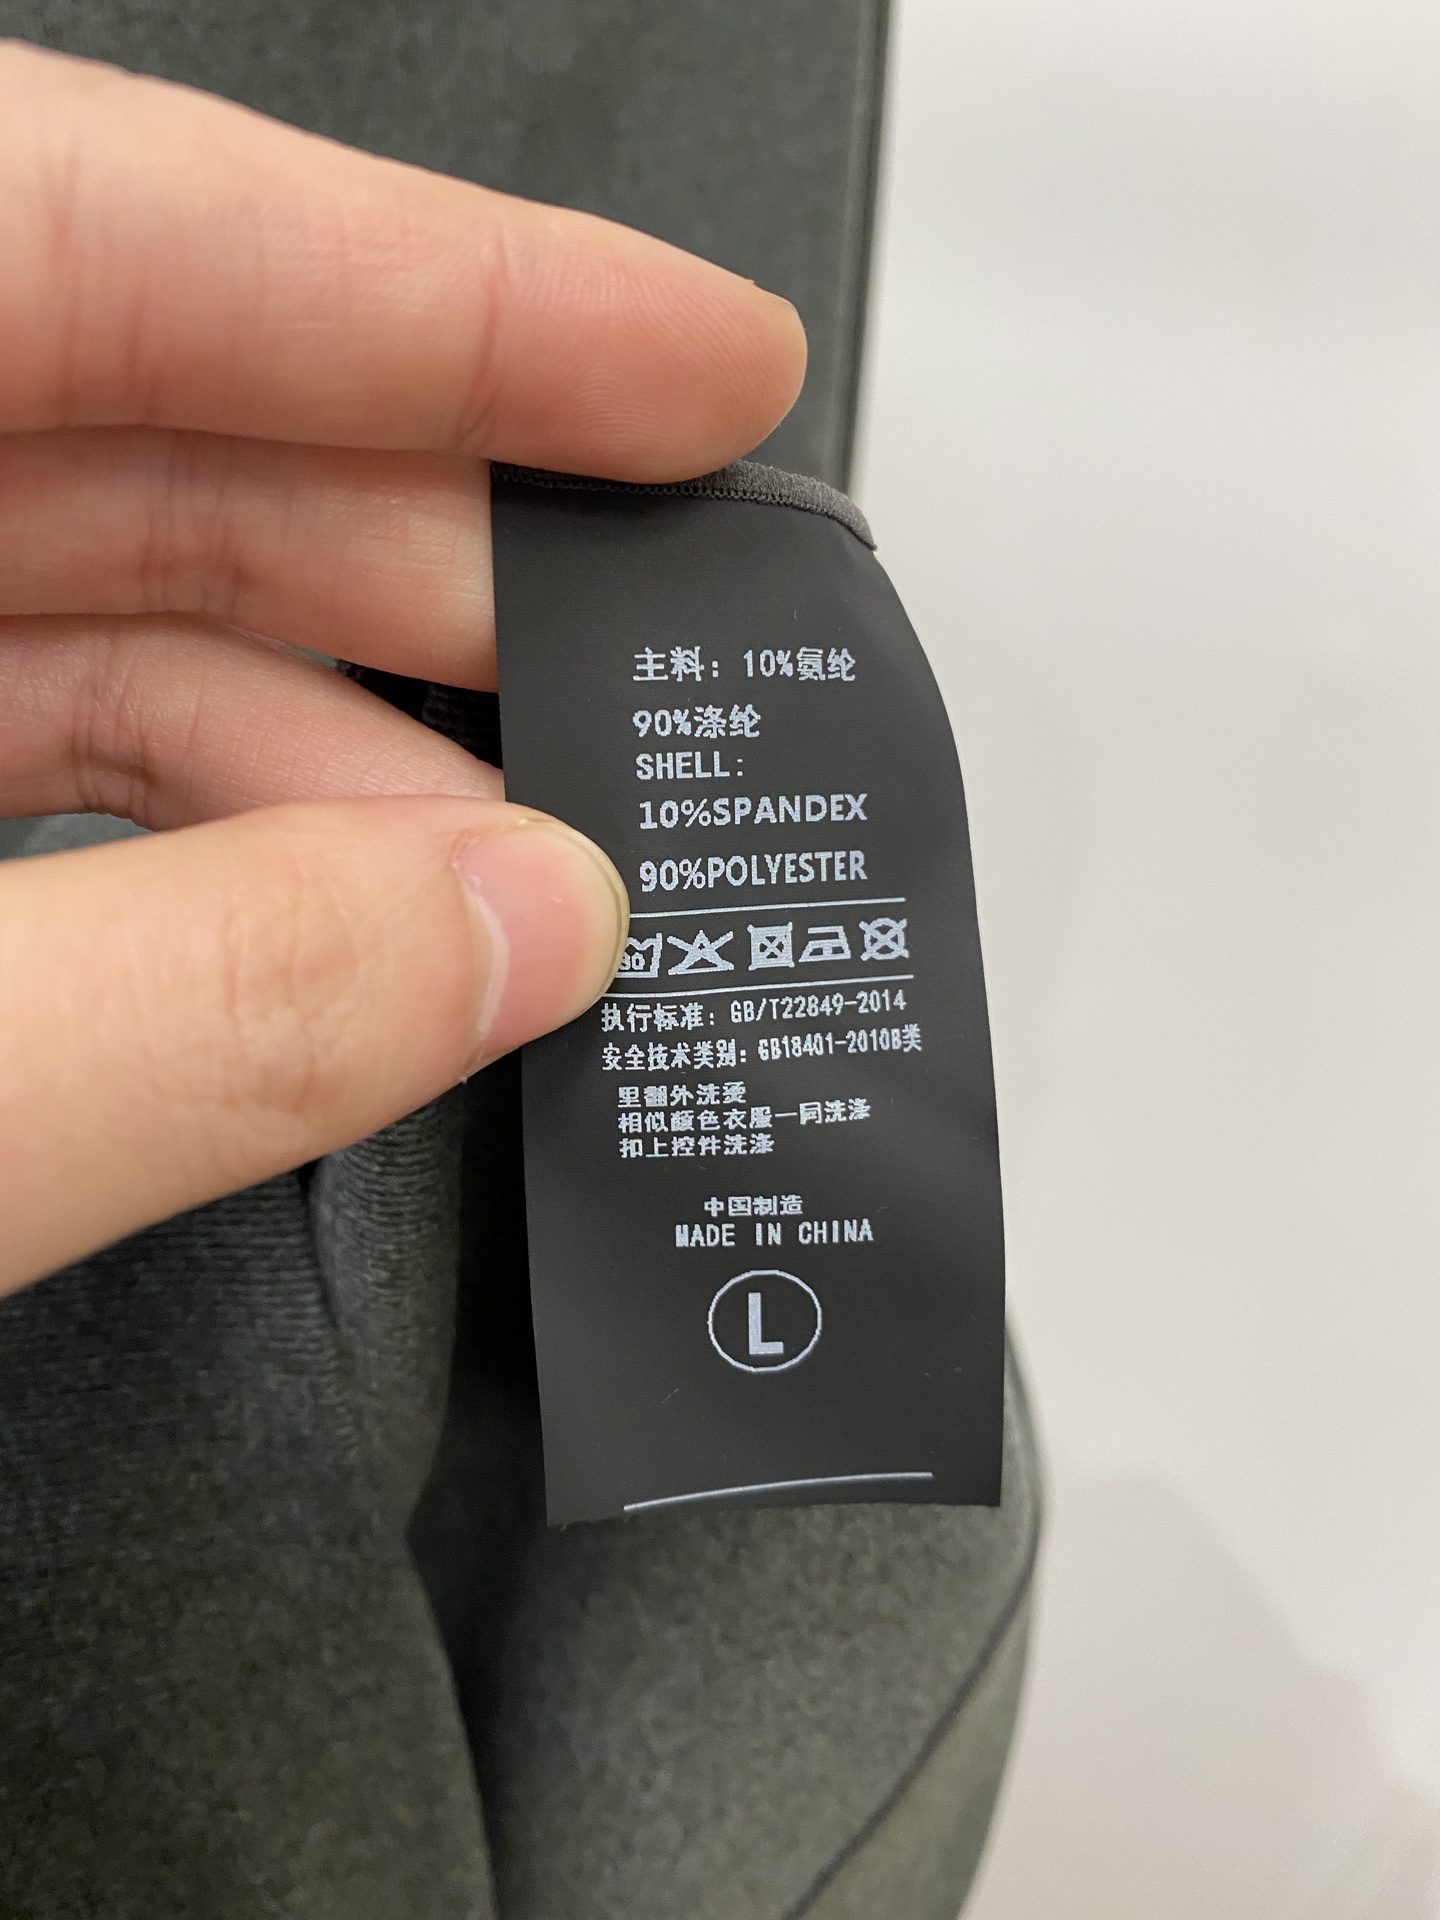 主料：10%氨纶
90%涤纶
SHELL:
10%SPANDEX
90%POLYESTER
30
执行标准：GB/T22849-2014
安全技术类别：GB18401-2010B类
里翻外洗烫
相似颜色衣服一同洗涤
扣上控件洗涤
中国制造
MADE IN CHINA
L